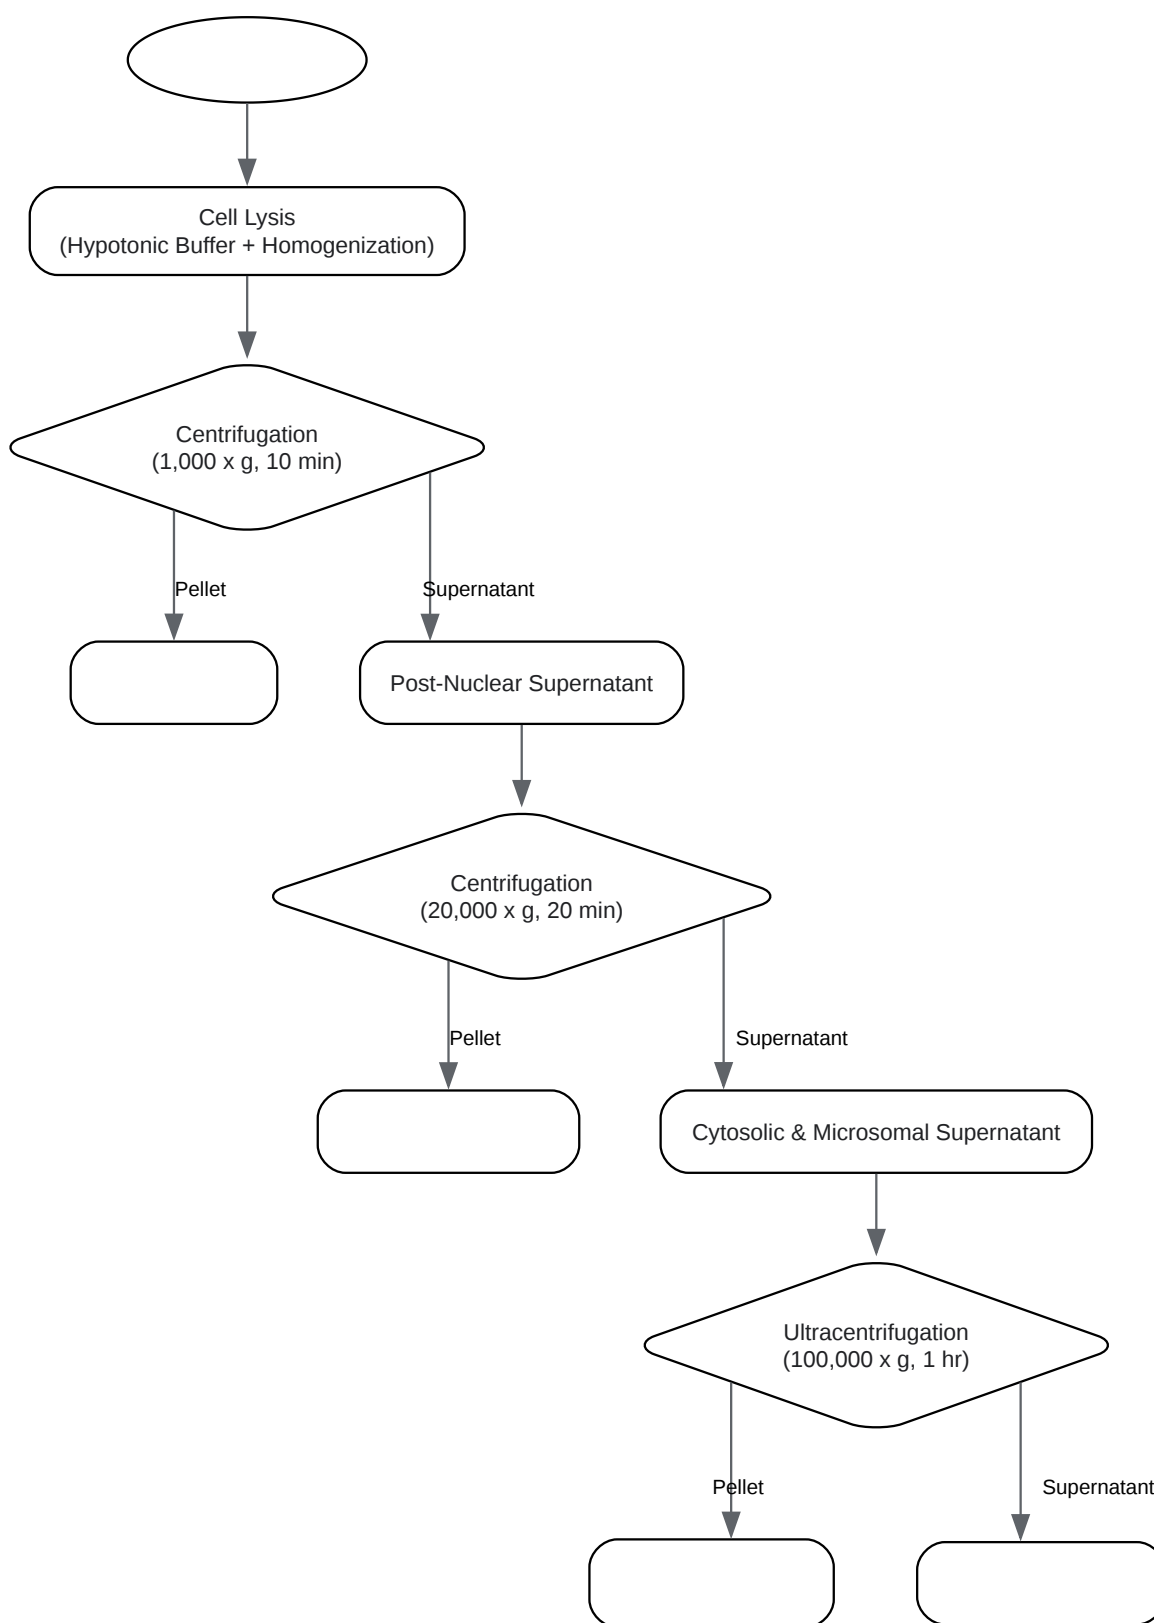 Cell Lysis
(Hypotonic Buffer + Homogenization)
Centrifugation
(1,000 x g, 10 min)
Pellet
Supernatant
Post-Nuclear Supernatant
Centrifugation
(20,000 x g, 20 min)
Pellet
Supernatant
Cytosolic & Microsomal Supernatant
Ultracentrifugation
(100,000 x g, 1 hr)
Pellet
Supernatant